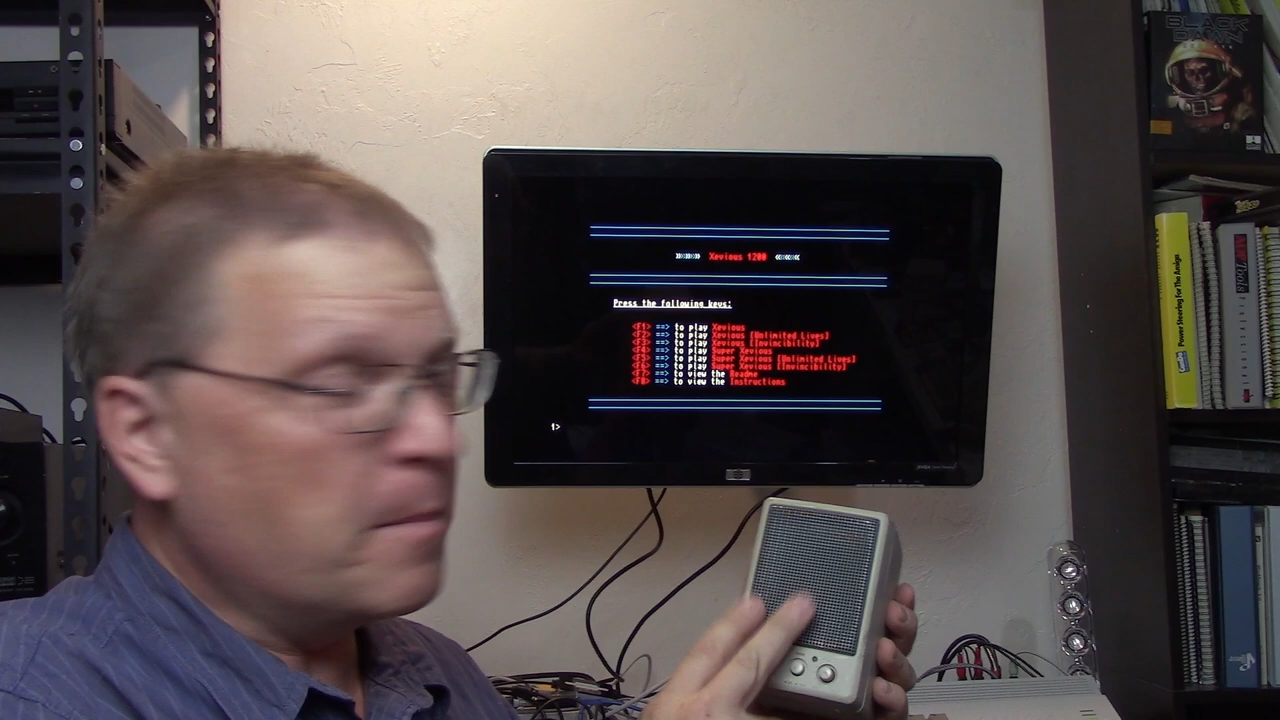 BLACK
DAWN
»»»»» Xevious 1200 «««««
Press the following keys:
<F1> ==> to play Xevious
<F2> ==> to play Xevious [Unlimited Lives]
<F3> ==> to play Xevious [Invincibility]
<F4> ==> to play Super Xevious
<F5> ==> to play Super Xevious [Unlimited Lives]
<F6> ==> to play Super Xevious [Invincibility]
<F7> ==> to view the Readme
<F8> ==> to view the Instructions
1>
Power Steering For The Amiga
Tools